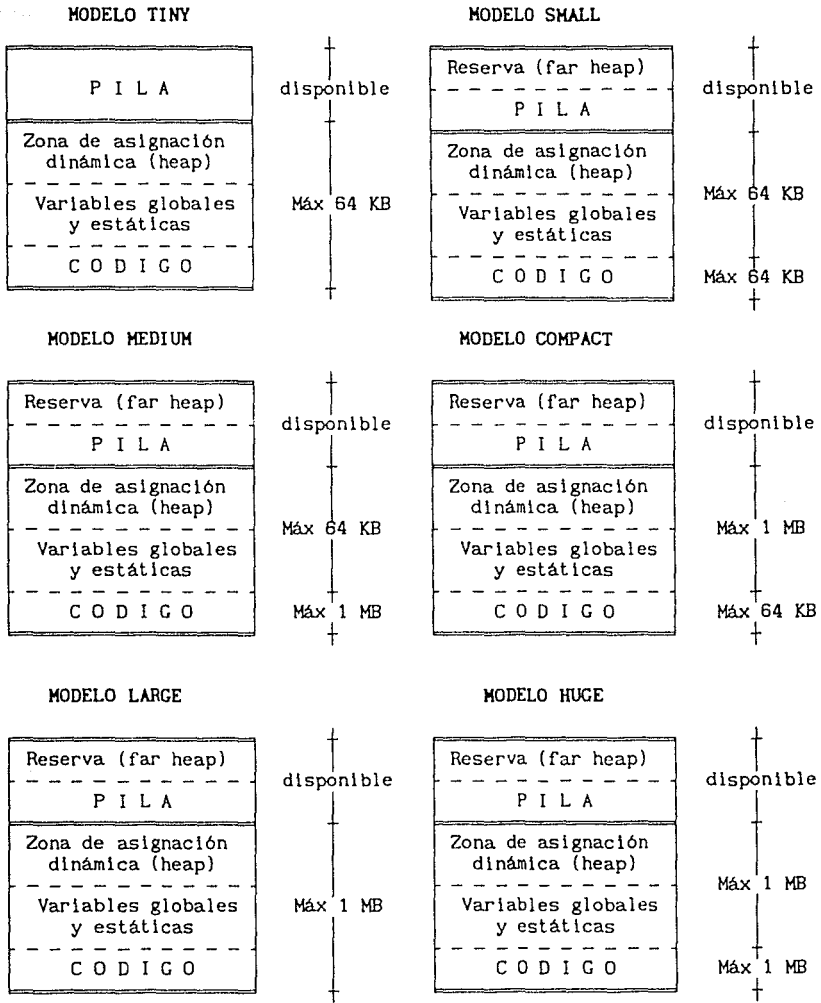 MODELO TINY
P I L A
disponible
Zona de asignación
dinámica (heap)
Variables globales
y estáticas
Máx 64 KB
C O D I G O
MODELO SMALL
Reserva (far heap)
disponible
P I L A
Zona de asignación
dinámica (heap)
Máx 64 KB
Variables globales
y estáticas
C O D I G O
Máx 64 KB
MODELO MEDIUM
Reserva (far heap)
disponible
P I L A
Zona de asignación
dinámica (heap)
Máx 64 KB
Variables globales
y estáticas
C O D I G O
Máx 1 MB
MODELO COMPACT
Reserva (far heap)
disponible
P I L A
Zona de asignación
dinámica (heap)
Máx 1 MB
Variables globales
y estáticas
C O D I G O
Máx 64 KB
MODELO LARGE
Reserva (far heap)
disponible
P I L A
Zona de asignación
dinámica (heap)
Variables globales
y estáticas
Máx 1 MB
C O D I G O
MODELO HUGE
Reserva (far heap)
disponible
P I L A
Zona de asignación
dinámica (heap)
Máx 1 MB
Variables globales
y estáticas
C O D I G O
Máx 1 MB